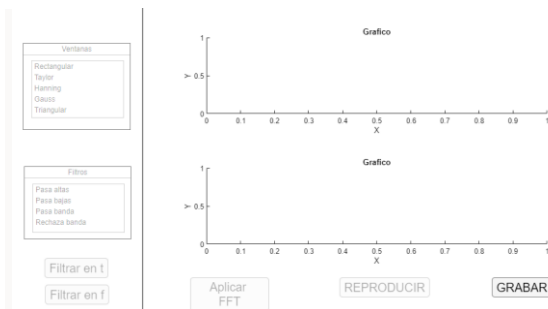 Ventanas
Rectangular
Taylor
Hanning
Gauss
Triangular
Filtros
Pasa altas
Pasa bajas
Pasa banda
Rechaza banda
Filtrar en t
Filtrar en f
Grafico
1
Y 0.5
0
0 0.1 0.2 0.3 0.4 0.5 0.6 0.7 0.8 0.9 1
X
Grafico
1
Y 0.5
0
0 0.1 0.2 0.3 0.4 0.5 0.6 0.7 0.8 0.9 1
X
Aplicar
FFT
REPRODUCIR
GRABAR